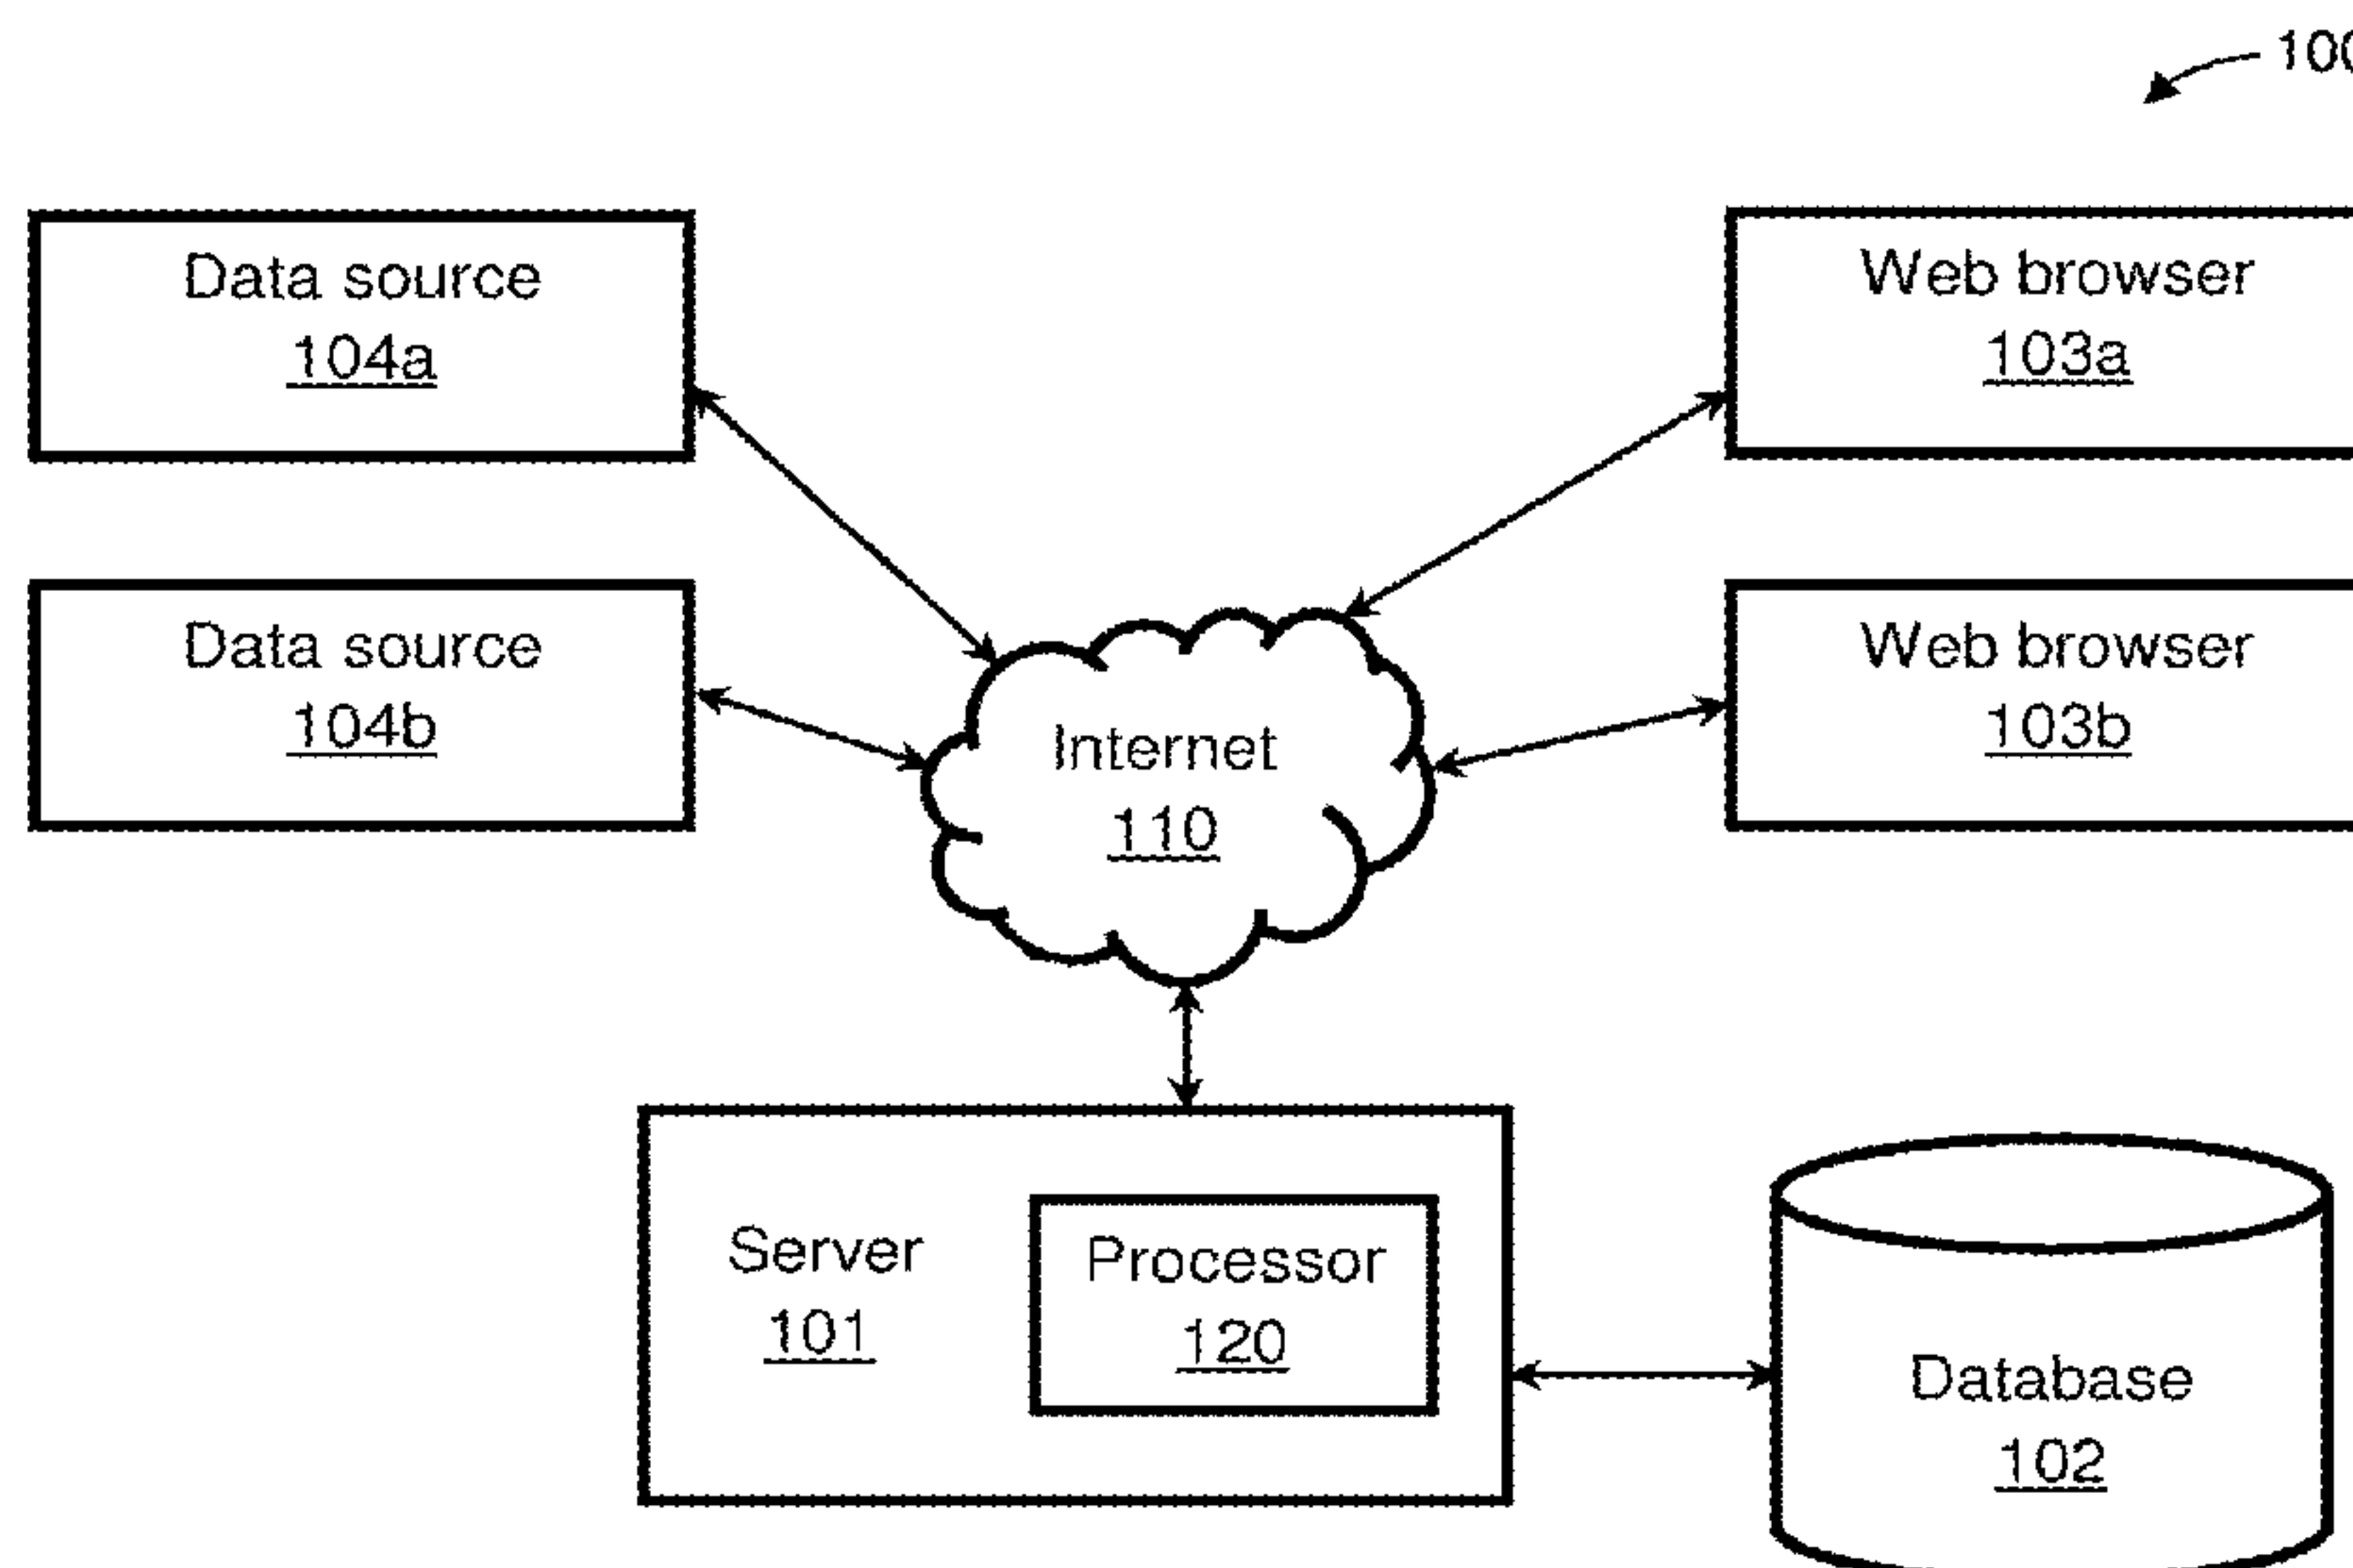 100
Data source
104a
Web browser
103a
Data source
104b
Web browser
103b
Internet
110
Server
101
Processor
120
Database
102